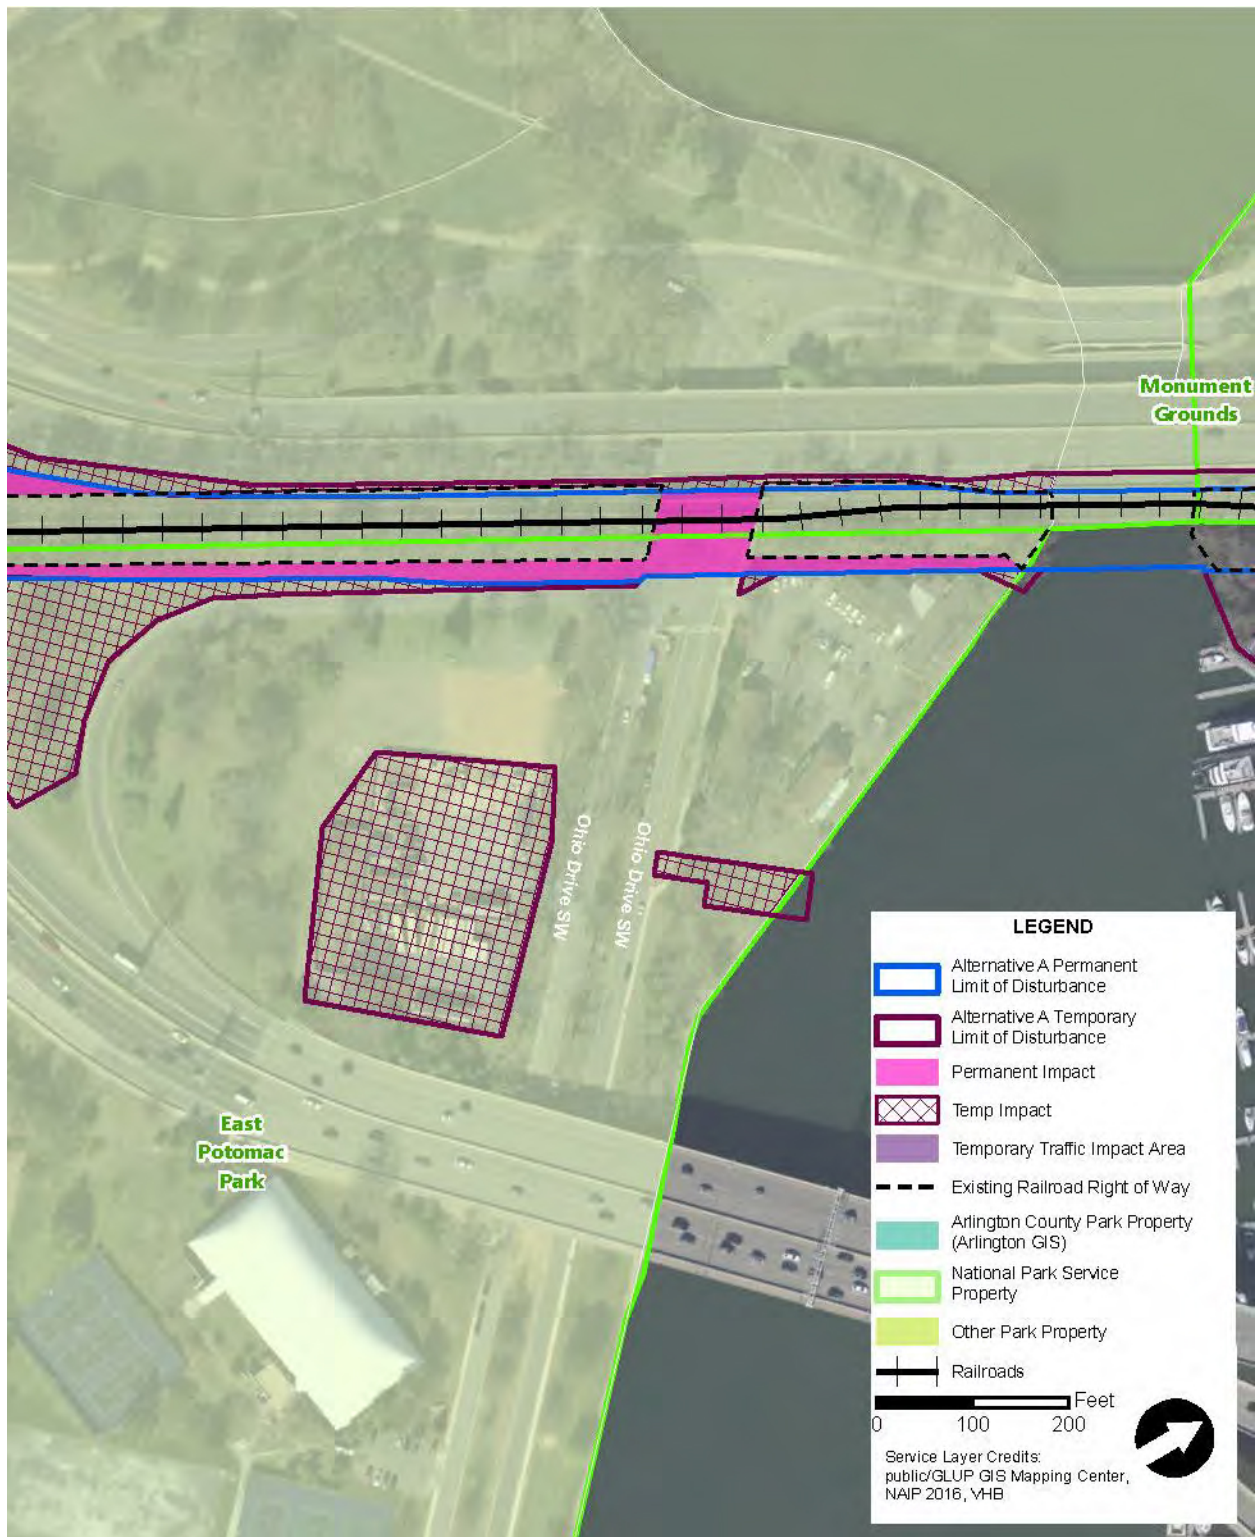 Monument
Grounds
Ohio Drive SW
Ohio Drive SW
East
Potomac
Park
LEGEND
Alternative A Permanent
Limit of Disturbance
Alternative A Temporary
Limit of Disturbance
Permanent Impact
Temp Impact
Temporary Traffic Impact Area
Existing Railroad Right of Way
Arlington County Park Property
(Arlington GIS)
National Park Service
Property
Other Park Property
Railroads
Feet
0 100 200
Service Layer Credits:
public/GLUP GIS Mapping Center,
NAIP 2016, VHB